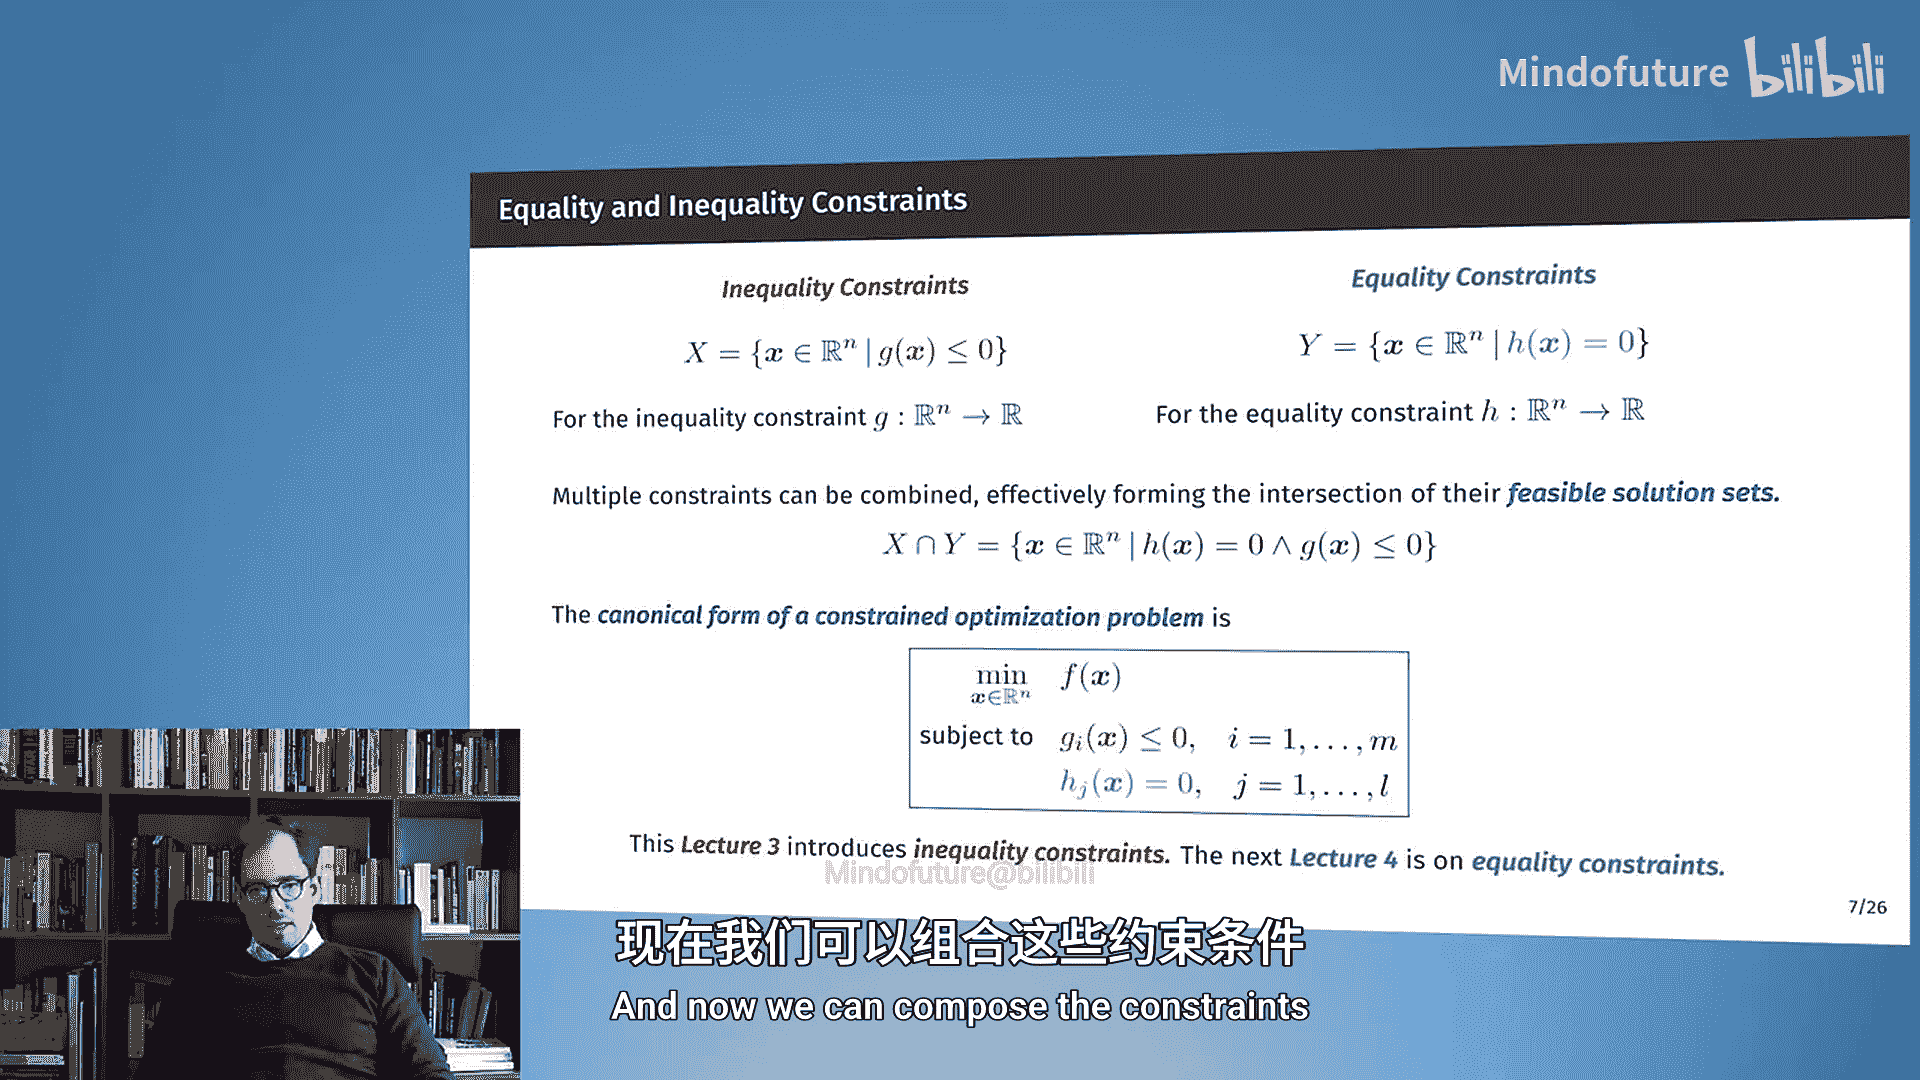 Mindofuture bilibili
Equality and Inequality Constraints
Inequality Constraints
X = {x ∈ ℝⁿ | g(x) ≤ 0}
For the inequality constraint g : ℝⁿ → ℝ
Equality Constraints
Y = {x ∈ ℝⁿ | h(x) = 0}
For the equality constraint h : ℝⁿ → ℝ
Multiple constraints can be combined, effectively forming the intersection of their feasible solution sets.
X ∩ Y = {x ∈ ℝⁿ | h(x) = 0 ∧ g(x) ≤ 0}
The canonical form of a constrained optimization problem is
min f(x)
x∈ℝⁿ
subject to gᵢ(x) ≤ 0, i = 1, . . . , m
hⱼ(x) = 0, j = 1, . . . , l
This Lecture 3 introduces inequality constraints. The next Lecture 4 is on equality constraints.
Mindofuture@bilibili
7/26
现在我们可以组合这些约束条件
And now we can compose the constraints